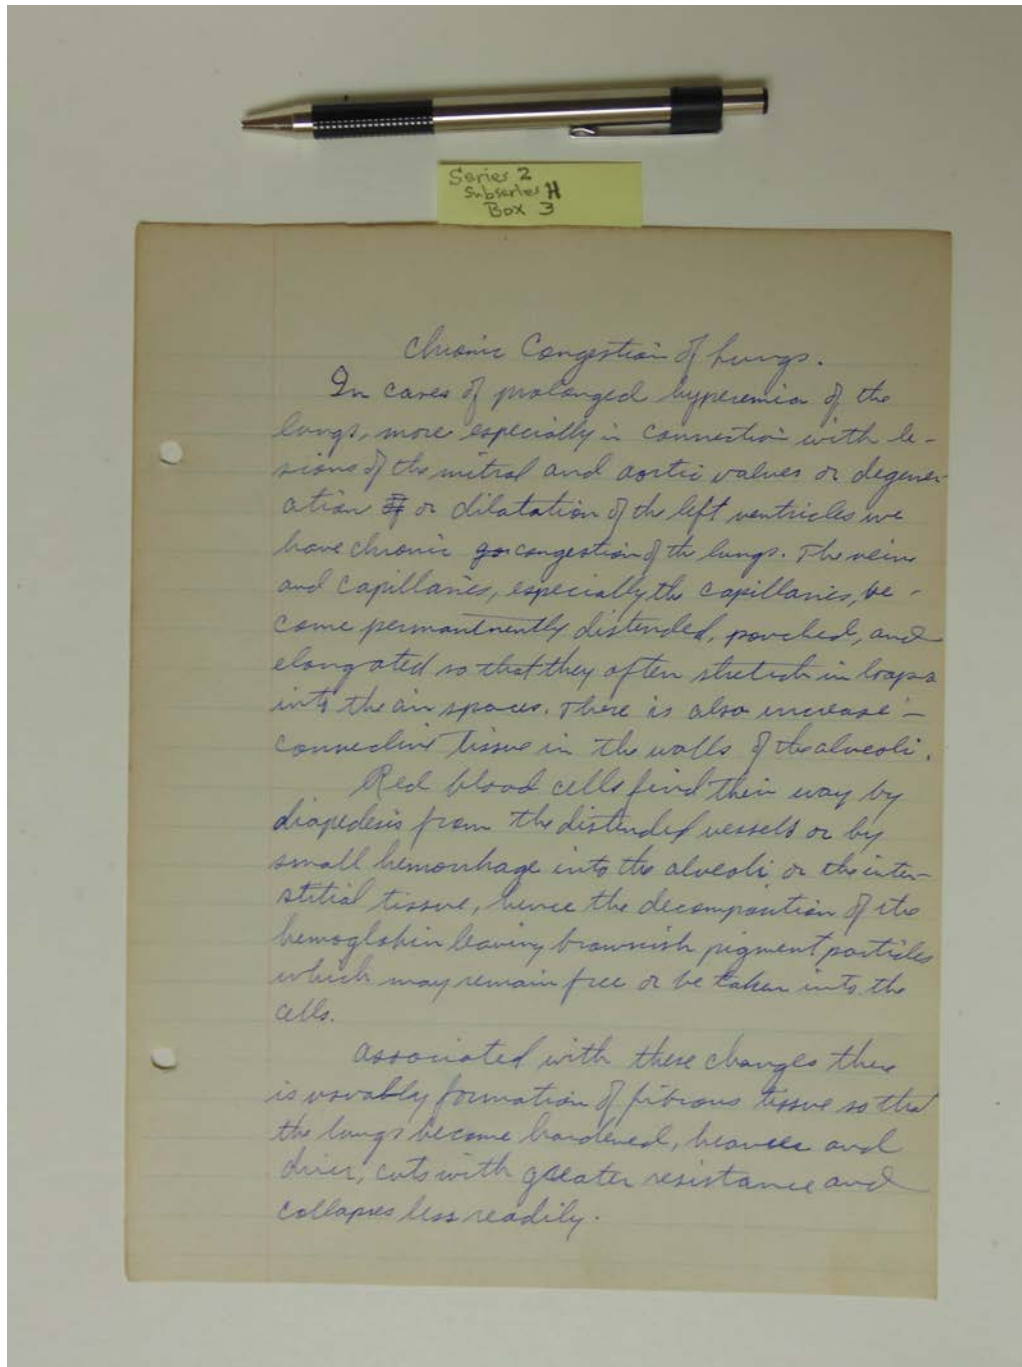 Series 2
Subseries H
Box 3
Chronic Congestion of Lungs.
In cases of prolonged hyperemia of the
lungs, more especially in connection with le-
sions of the mitral and aortic valves or degener-
ation or dilatation of the left ventricles we
have chronic congestion of the lungs. The veins
and capillaries, especially the capillaries, be-
come permantnently distended, pouched, and
elongated so that they often stretch in loops
into the air spaces. There is also increase -
connective tissue in the walls of the alveoli.
Red blood cells find their way by
diapedesis from the distended vessels or by
small hemorrhage into the alveoli or the inter-
stitial tissue, hence the decomposition of the
hemoglobin leaving brownish pigment particles
which may remain free or be taken into the
cells.
Associated with these changes there
is usually formation of fibrous tissue so that
the lungs become hardened, heavier and
drier, cuts with greater resistance and
collapses less readily.